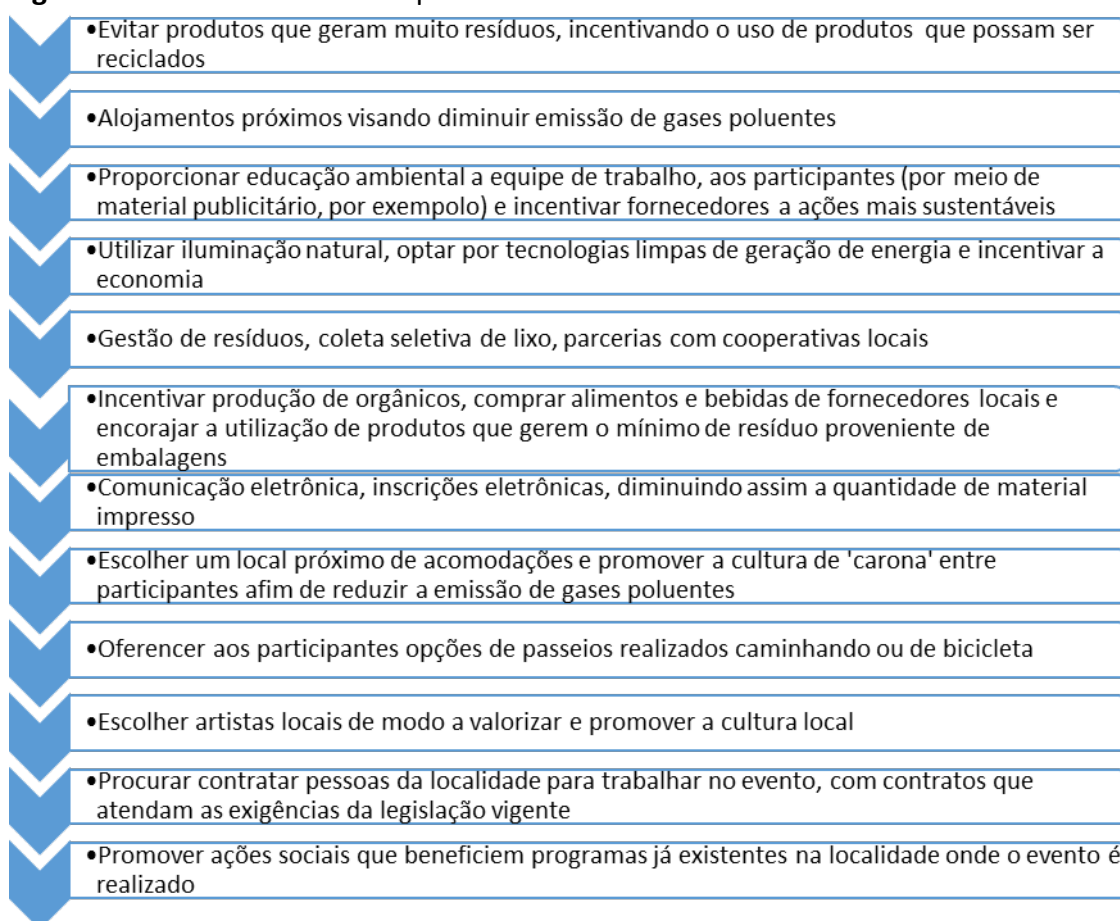 •Evitar produtos que geram muito resíduos, incentivando o uso de produtos que possam ser
reciclados
•Alojamentos próximos visando diminuir emissão de gases poluentes
•Proporcionar educação ambiental a equipe de trabalho, aos participantes (por meio de
material publicitário, por exempolo) e incentivar fornecedores a ações mais sustentáveis
•Utilizar iluminação natural, optar por tecnologias limpas de geração de energia e incentivar a
economia
•Gestão de resíduos, coleta seletiva de lixo, parcerias com cooperativas locais
•Incentivar produção de orgânicos, comprar alimentos e bebidas de fornecedores locais e
encorajar a utilização de produtos que gerem o mínimo de resíduo proveniente de
embalagens
•Comunicação eletrônica, inscrições eletrônicas, diminuindo assim a quantidade de material
impresso
•Escolher um local próximo de acomodações e promover a cultura de 'carona' entre
participantes afim de reduzir a emissão de gases poluentes
•Oferencer aos participantes opções de passeios realizados caminhando ou de bicicleta
•Escolher artistas locais de modo a valorizar e promover a cultura local
•Procurar contratar pessoas da localidade para trabalhar no evento, com contratos que
atendam as exigências da legislação vigente
•Promover ações sociais que beneficiem programas já existentes na localidade onde o evento é
realizado